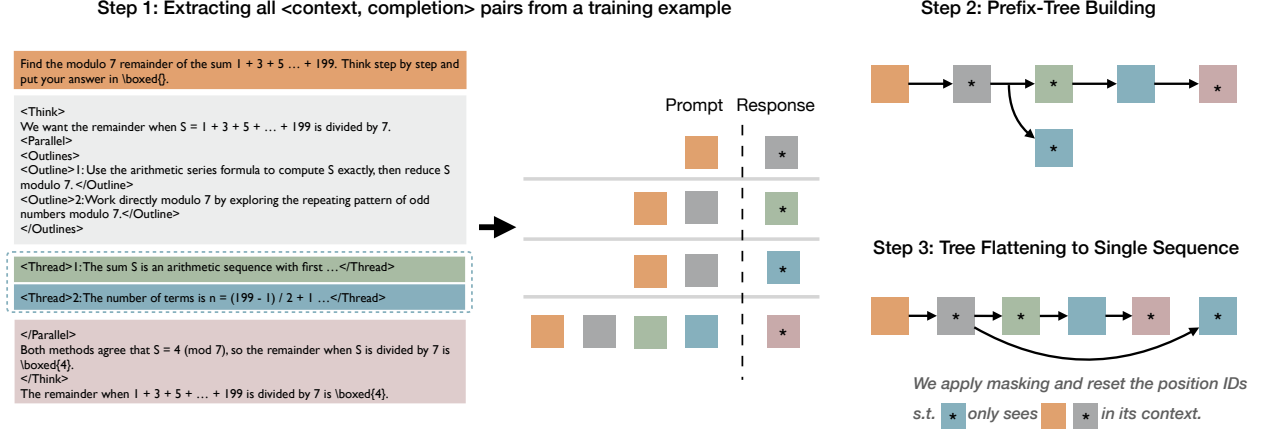 Step 1: Extracting all <context, completion> pairs from a training example
Find the modulo 7 remainder of the sum 1 + 3 + 5 … + 199. Think step by step and
put your answer in \boxed{}.
<Think>
We want the remainder when S = 1 + 3 + 5 + … + 199 is divided by 7.
<Parallel>
<Outlines>
<Outline>1: Use the arithmetic series formula to compute S exactly, then reduce S
modulo 7. </Outline>
<Outline>2: Work directly modulo 7 by exploring the repeating pattern of odd
numbers modulo 7.</Outline>
</Outlines>
<Thread>1: The sum S is an arithmetic sequence with first …</Thread>
<Thread>2: The number of terms is n = (199 - 1) / 2 + 1 …</Thread>
</Parallel>
Both methods agree that S = 4 (mod 7), so the remainder when S is divided by 7 is
\boxed{4}.
</Think>
The remainder when 1 + 3 + 5 + … + 199 is divided by 7 is \boxed{4}.
Prompt Response
*
*
*
*
Step 2: Prefix-Tree Building
* * *
*
Step 3: Tree Flattening to Single Sequence
* * * *
We apply masking and reset the position IDs
s.t. * only sees * in its context.